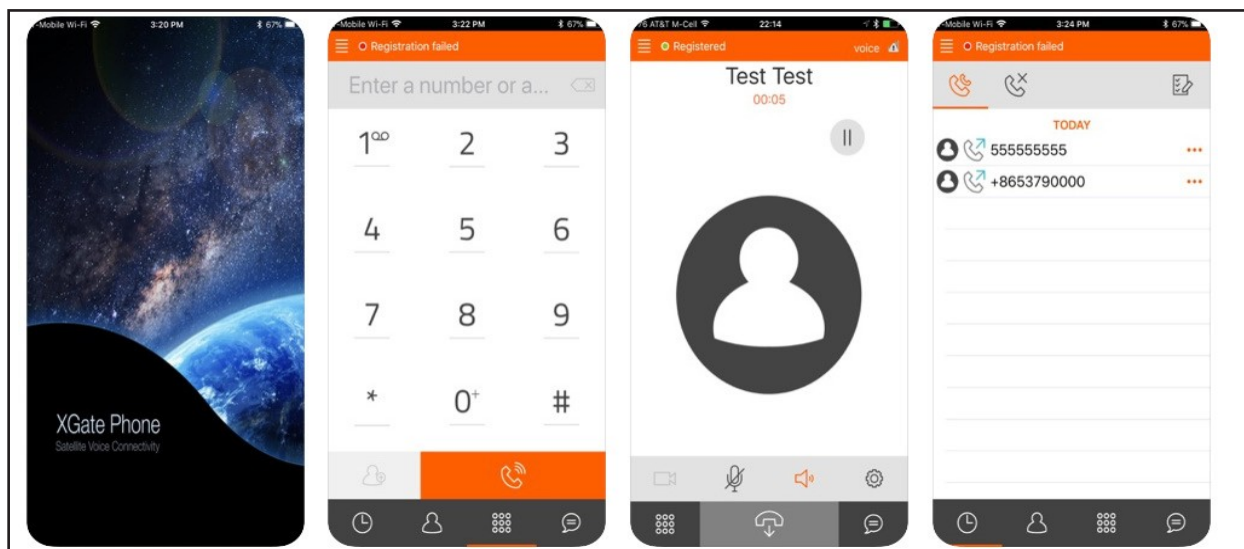 -Mobile Wi-Fi 3:20 PM 67%
XGate Phone
Satellite Voice Connectivity
-Mobile Wi-Fi 3:22 PM 67%
Registration failed
Enter a number or a...
1 2 3
4 5 6
7 8 9
* 0+ #
AT&T M-Cell 22:14
Registered voice
Test Test
00:05
-Mobile Wi-Fi 3:24 PM 67%
Registration failed
TODAY
555555555
+8653790000